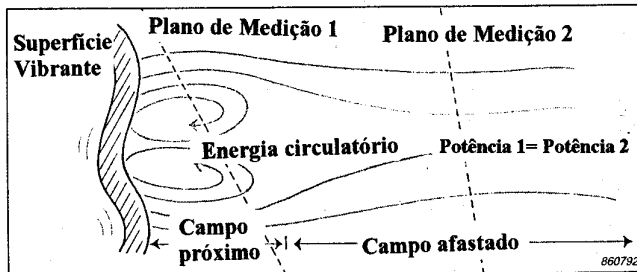 Plano de Medição 1
Plano de Medição 2
Superfície
Vibrante
Energia circulatório
Potência 1= Potência 2
Campo
próximo
Campo afastado
860792